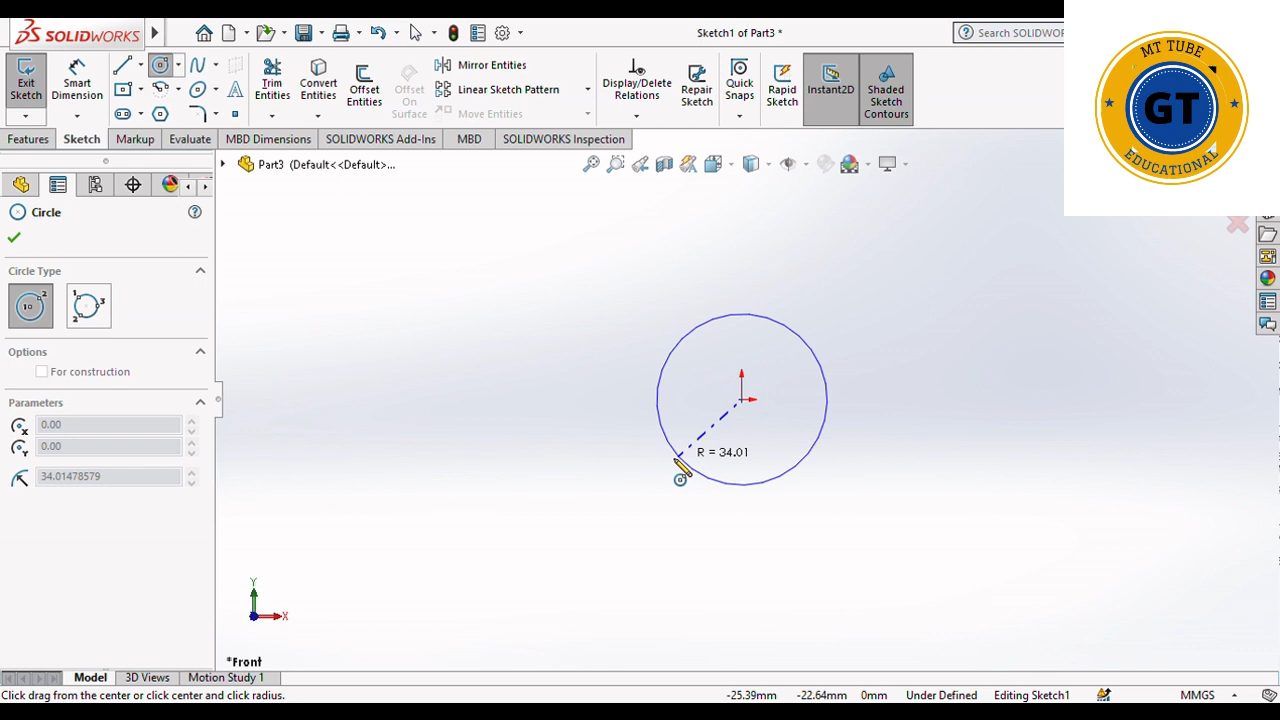 SOLIDWORKS
Sketch1 of Part3 *
Search SOLIDWOR
MT TUBE
GT
EDUCATIONAL
Exit
Sketch
Smart
Dimension
Trim
Entities
Convert
Entities
Offset
Entities
Offset
On
Surface
Mirror Entities
Linear Sketch Pattern
Move Entities
Display/Delete
Relations
Repair
Sketch
Quick
Snaps
Rapid
Sketch
Instant2D
Shaded
Sketch
Contours
Features
Sketch
Markup
Evaluate
MBD Dimensions
SOLIDWORKS Add-Ins
MBD
SOLIDWORKS Inspection
Part3 (Default<<Default>...
Circle
Circle Type
Options
For construction
Parameters
0.00
0.00
34.01478579
R = 34.01
Y
X
*Front
Model
3D Views
Motion Study 1
Click drag from the center or click center and click radius.
-25.39mm
-22.64mm
0mm
Under Defined
Editing Sketch1
MMGS